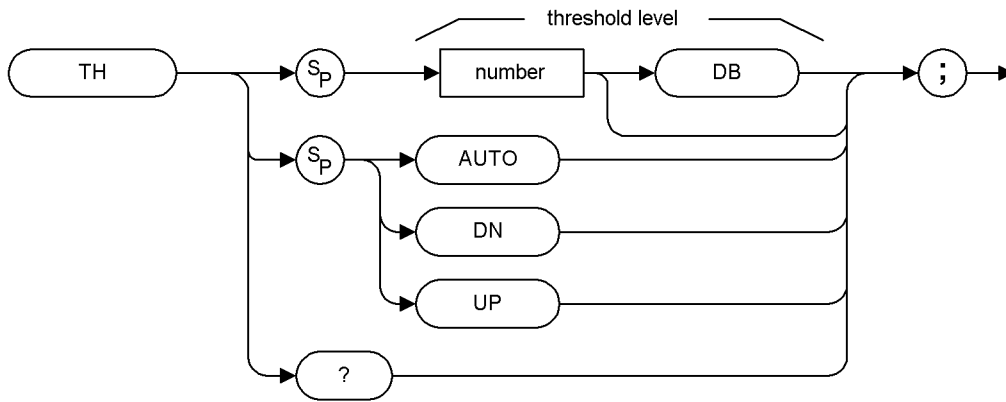 threshold level
TH
SP
number
DB
;
SP
AUTO
DN
UP
?